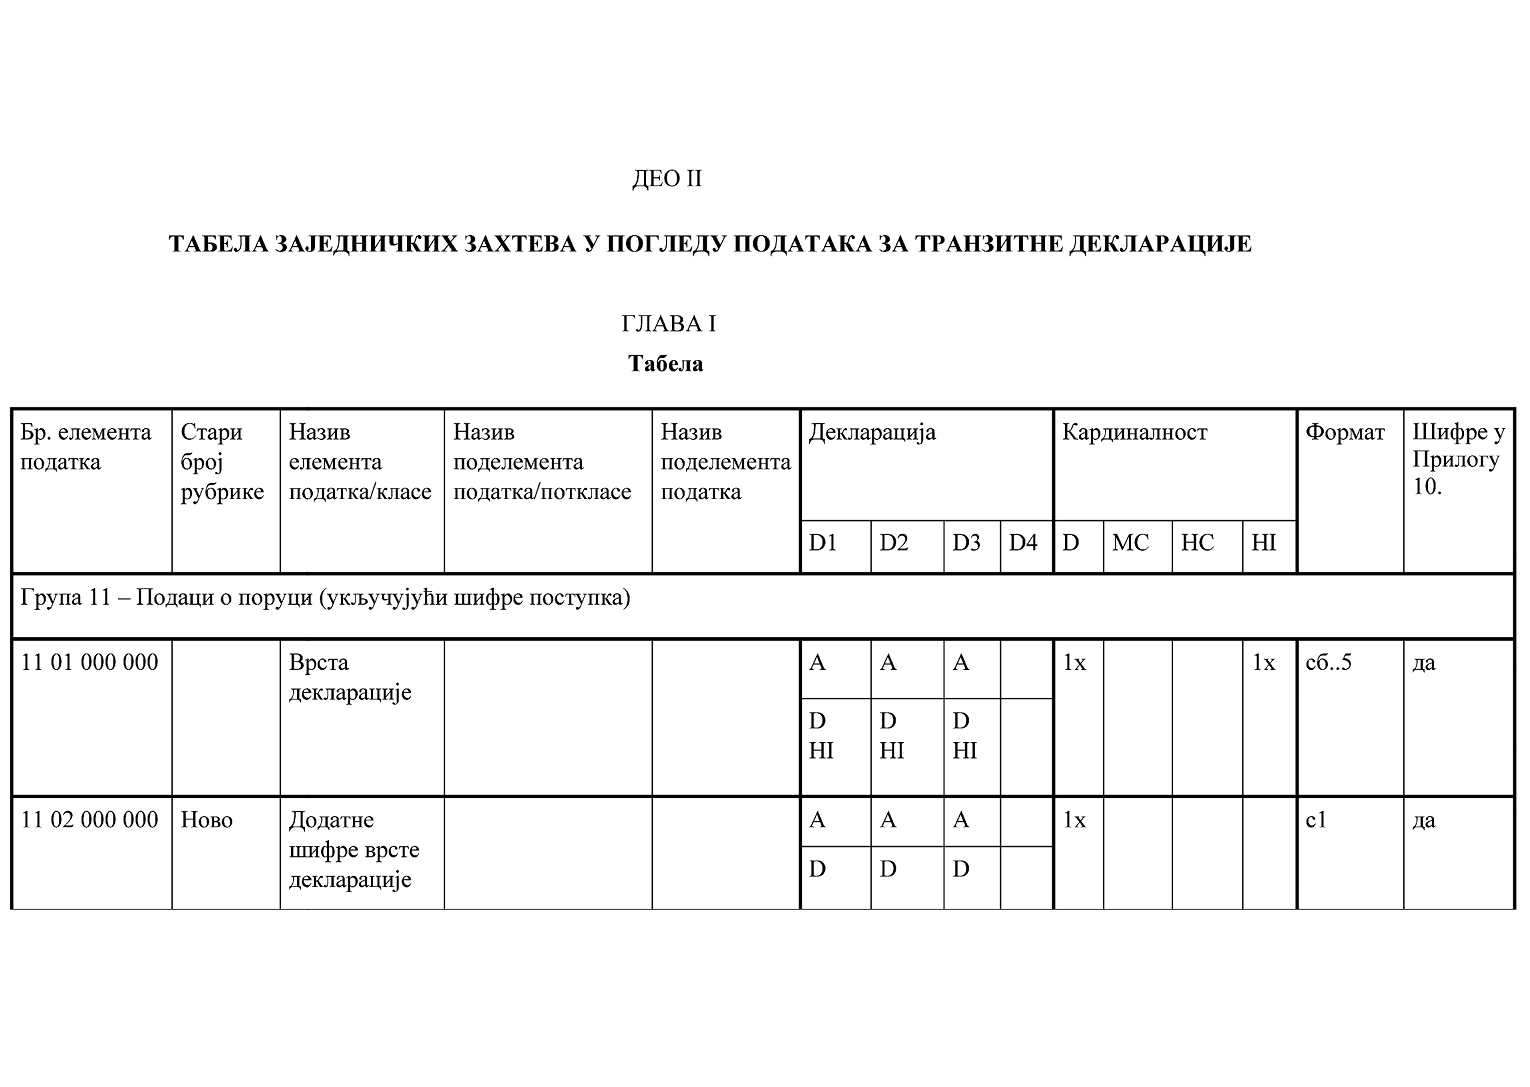 ДЕО II
ТАБЕЛА ЗАЈЕДНИЧКИХ ЗАХТЕВА У ПОГЛЕДУ ПОДАТАКА ЗА ТРАНЗИТНЕ ДЕКЛАРАЦИЈЕ
ГЛАВА I
Табела
Бр. елемента
податка
Стари
број
рубрике
Назив
елемента
податка/класе
Назив
поделемента
податка/поткласе
Назив
поделемента
податка
Декларација
Кардиналност
Формат
Шифре у
Прилогу
10.
D1 D2 D3 D4 D MC HC HI
Група 11 – Подаци о поруци (укључујући шифре поступка)
11 01 000 000
Врста
декларације
A A A
D
HI
D
HI
D
HI
1x
1x
сб..5
да
11 02 000 000
Ново
Додатне
шифре врсте
декларације
A A A
D D D
1x
с1
да